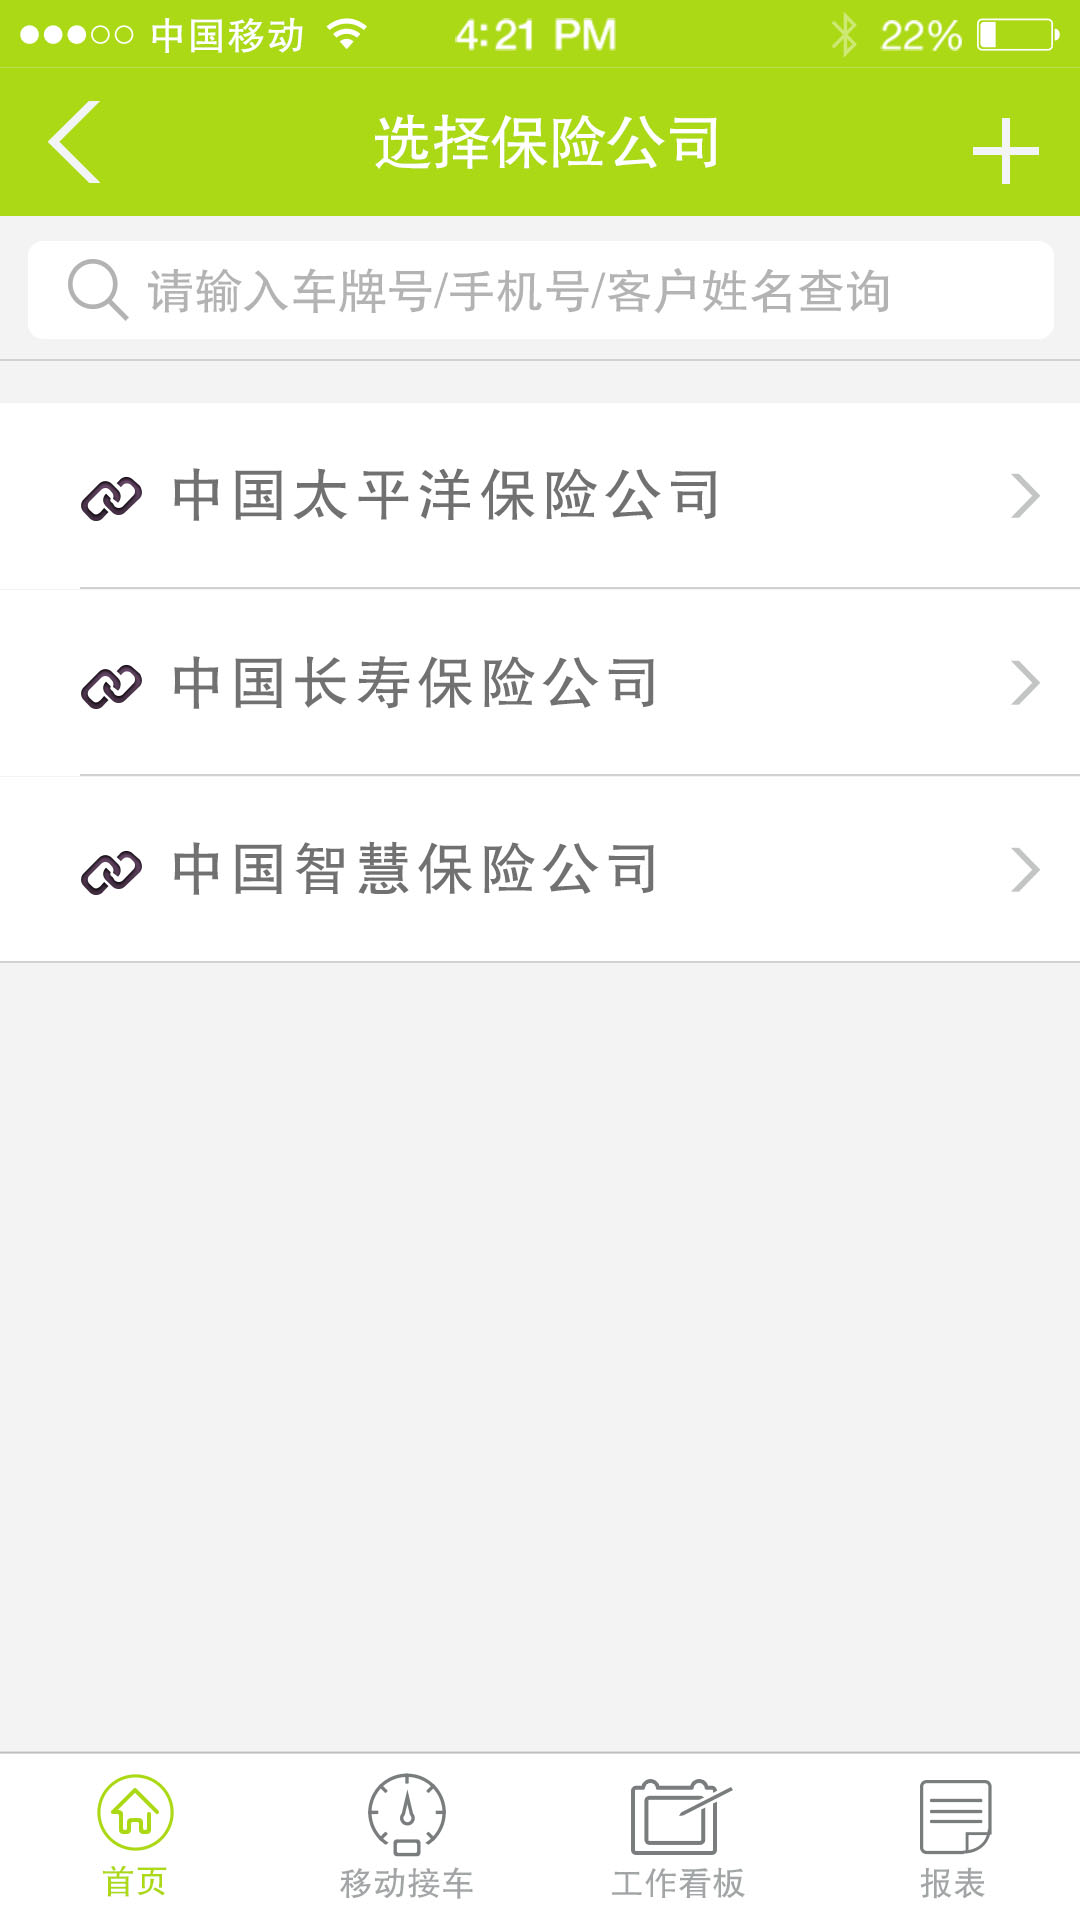 中国移动 4:21 PM 22%
选择保险公司
请输入车牌号/手机号/客户姓名查询
中国太平洋保险公司
中国长寿保险公司
中国智慧保险公司
首页 移动接车 工作看板 报表